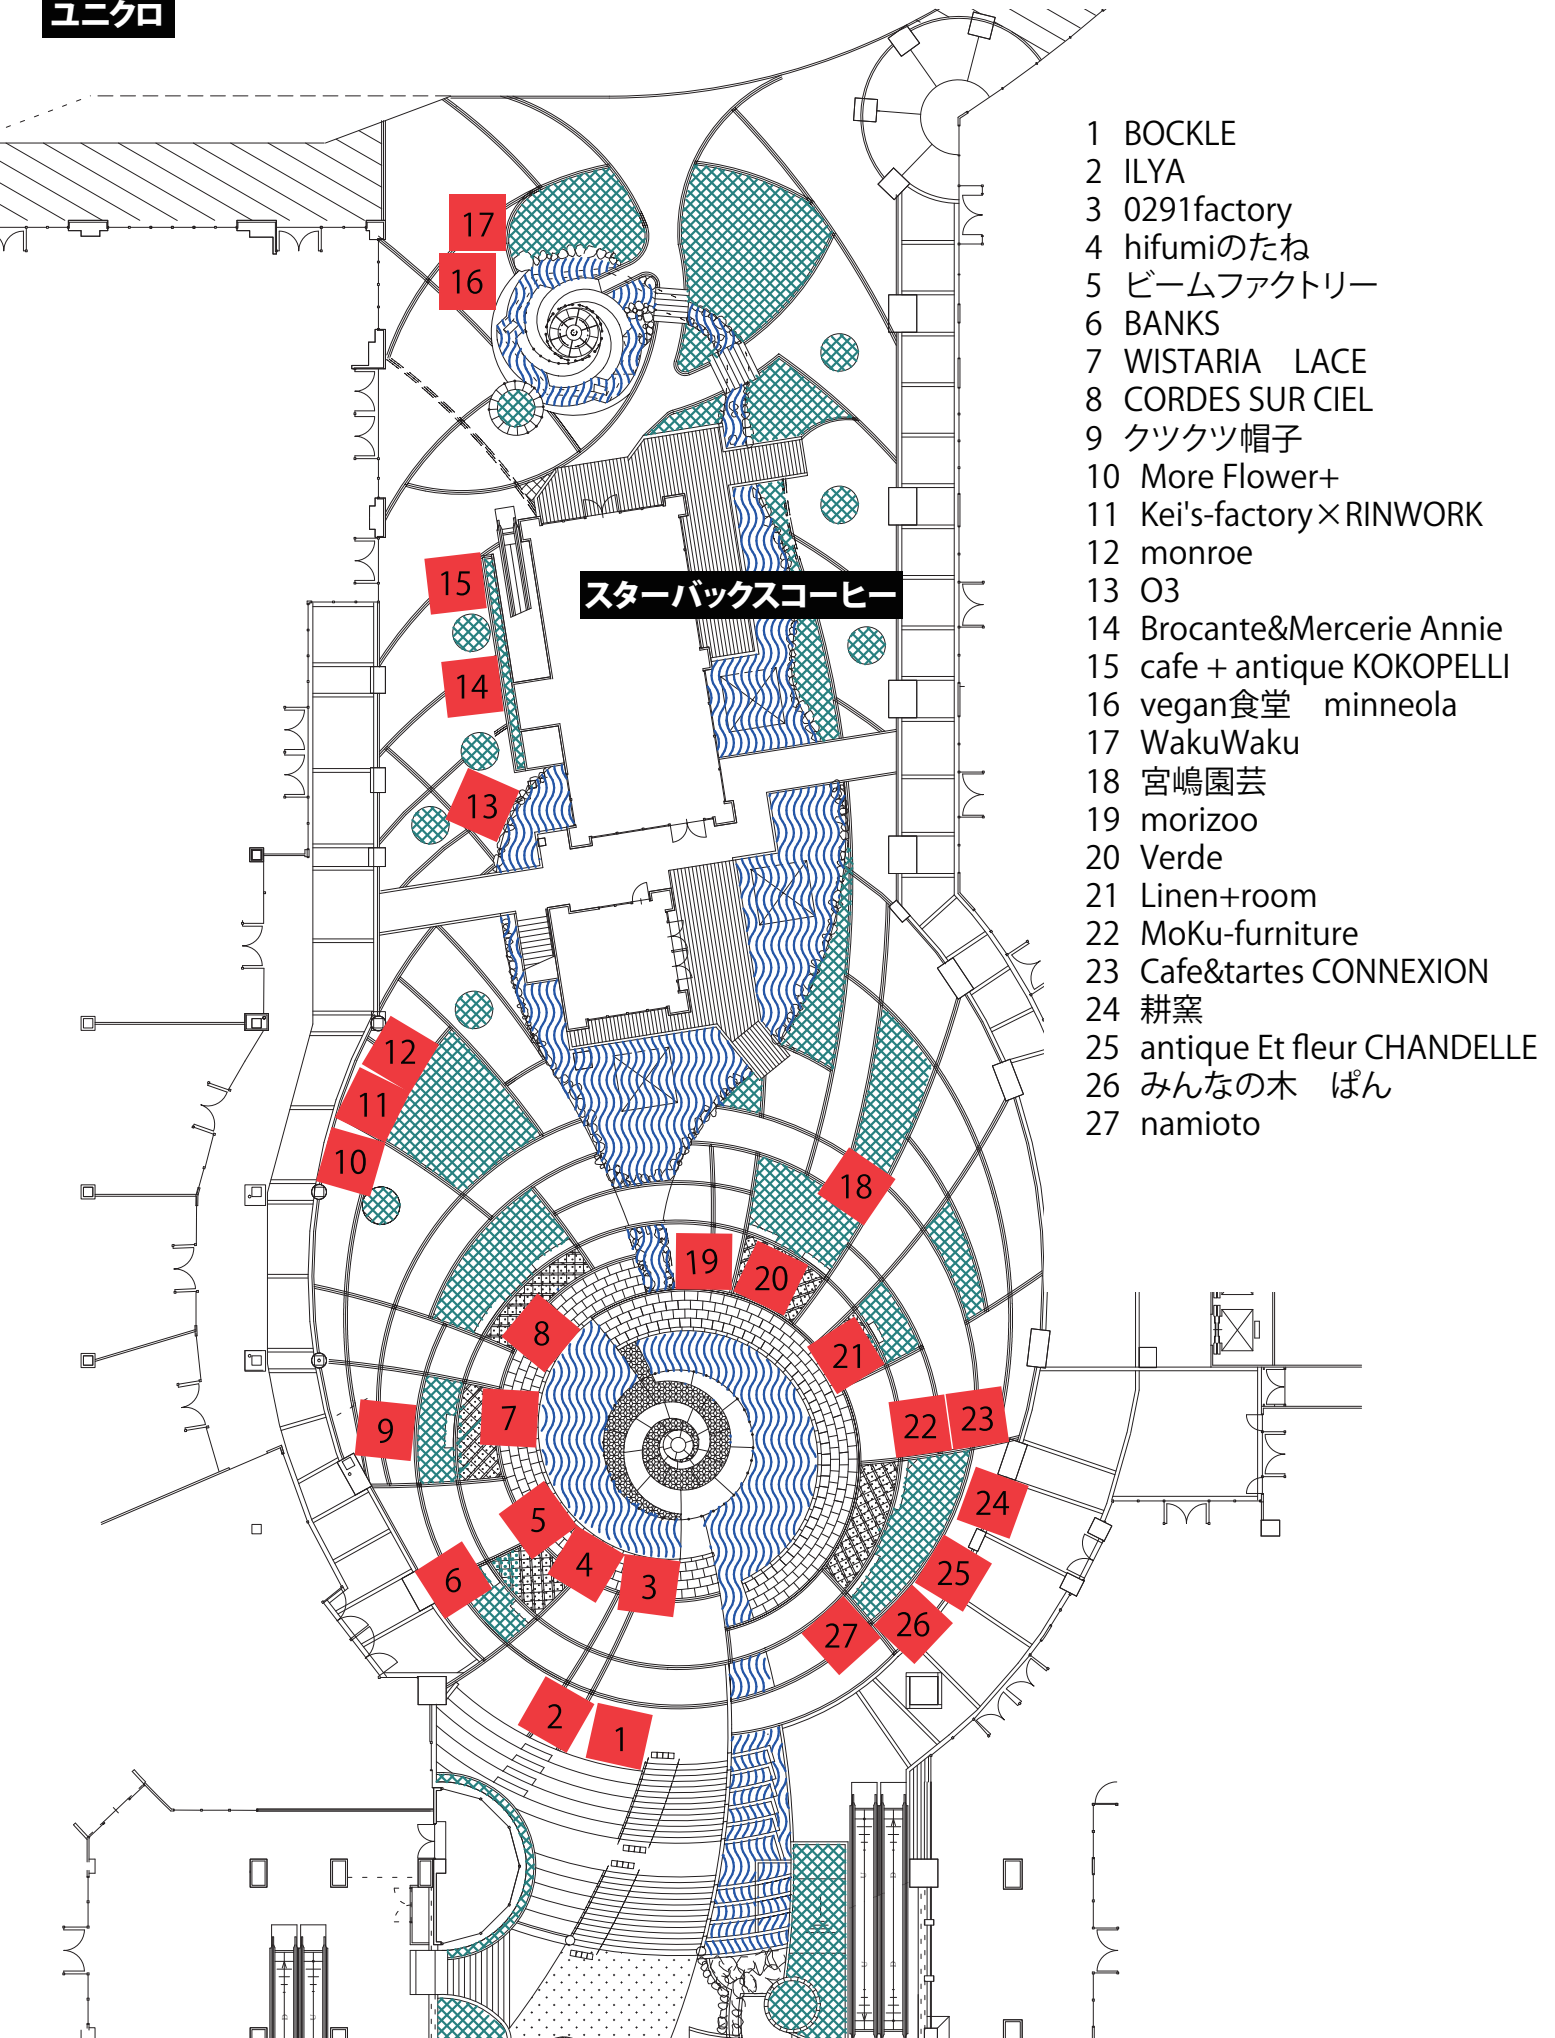 ユニクロ
1 BOCKLE
2 ILYA
3 0291factory
4 hifumiのたね
5 ビームファクトリー
6 BANKS
7 WISTARIA　LACE
8 CORDES SUR CIEL
9 クツクツ帽子
10 More Flower+
11 Kei's-factory×RINWORK
12 monroe
13 O3
14 Brocante&Mercerie Annie
15 cafe + antique KOKOPELLI
16 vegan食堂　minneola
17 WakuWaku
18 宮嶋園芸
19 morizoo
20 Verde
21 Linen+room
22 MoKu-furniture
23 Cafe&tartes CONNEXION
24 耕窯
25 antique Et fleur CHANDELLE
26 みんなの木　ぱん
27 namioto
17
16
15
スターバックスコーヒー
14
13
12
11
10
18
19
20
8
21
7
9
22
23
24
5
4
3
6
25
26
27
2
1